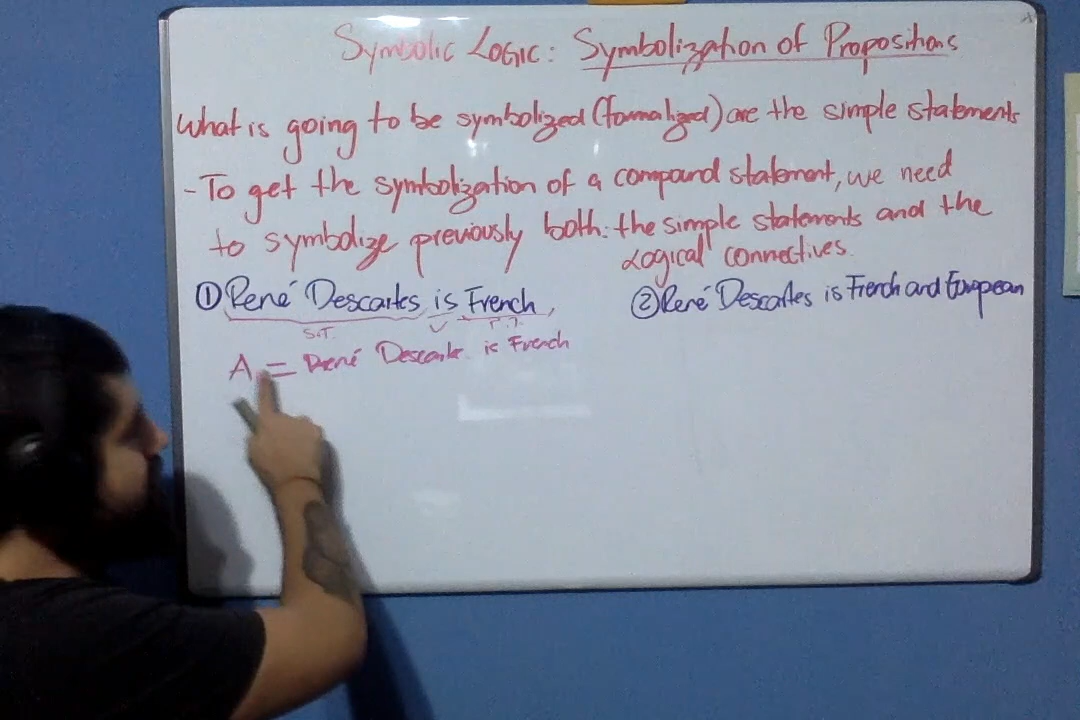 Symbolic Logic: Symbolization of Propositions
What is going to be symbolized (formalized) are the simple statements
- To get the symbolization of a compound statement, we need
to symbolize previously both: the simple statements and the
Logical connectives.
① René Descartes is French,
② René Descartes is French and European
V
A = René Descartes is French